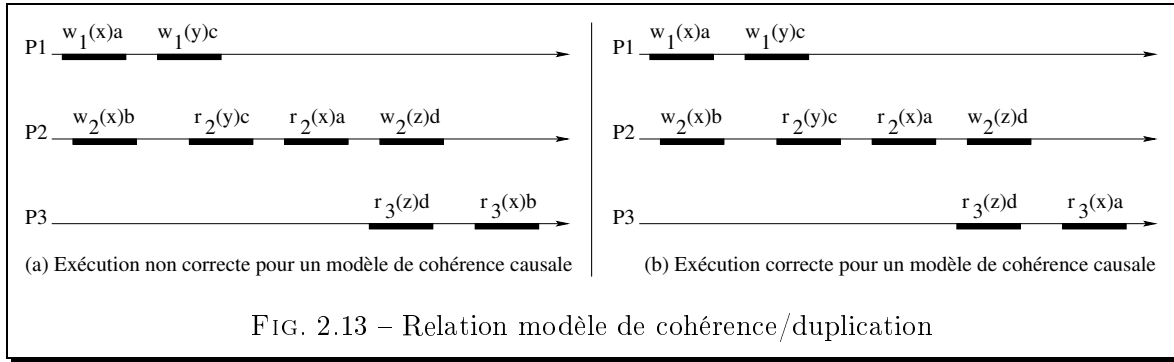 w1(x)a w1(y)c
P1
w2(x)b r2(y)c r2(x)a w2(z)d
P2
r3(z)d r3(x)b
P3
(a) Exécution non correcte pour un modèle de cohérence causale
w1(x)a w1(y)c
P1
w2(x)b r2(y)c r2(x)a w2(z)d
P2
r3(z)d r3(x)a
P3
(b) Exécution correcte pour un modèle de cohérence causale
FIG. 2.13 – Relation modèle de cohérence/duplication